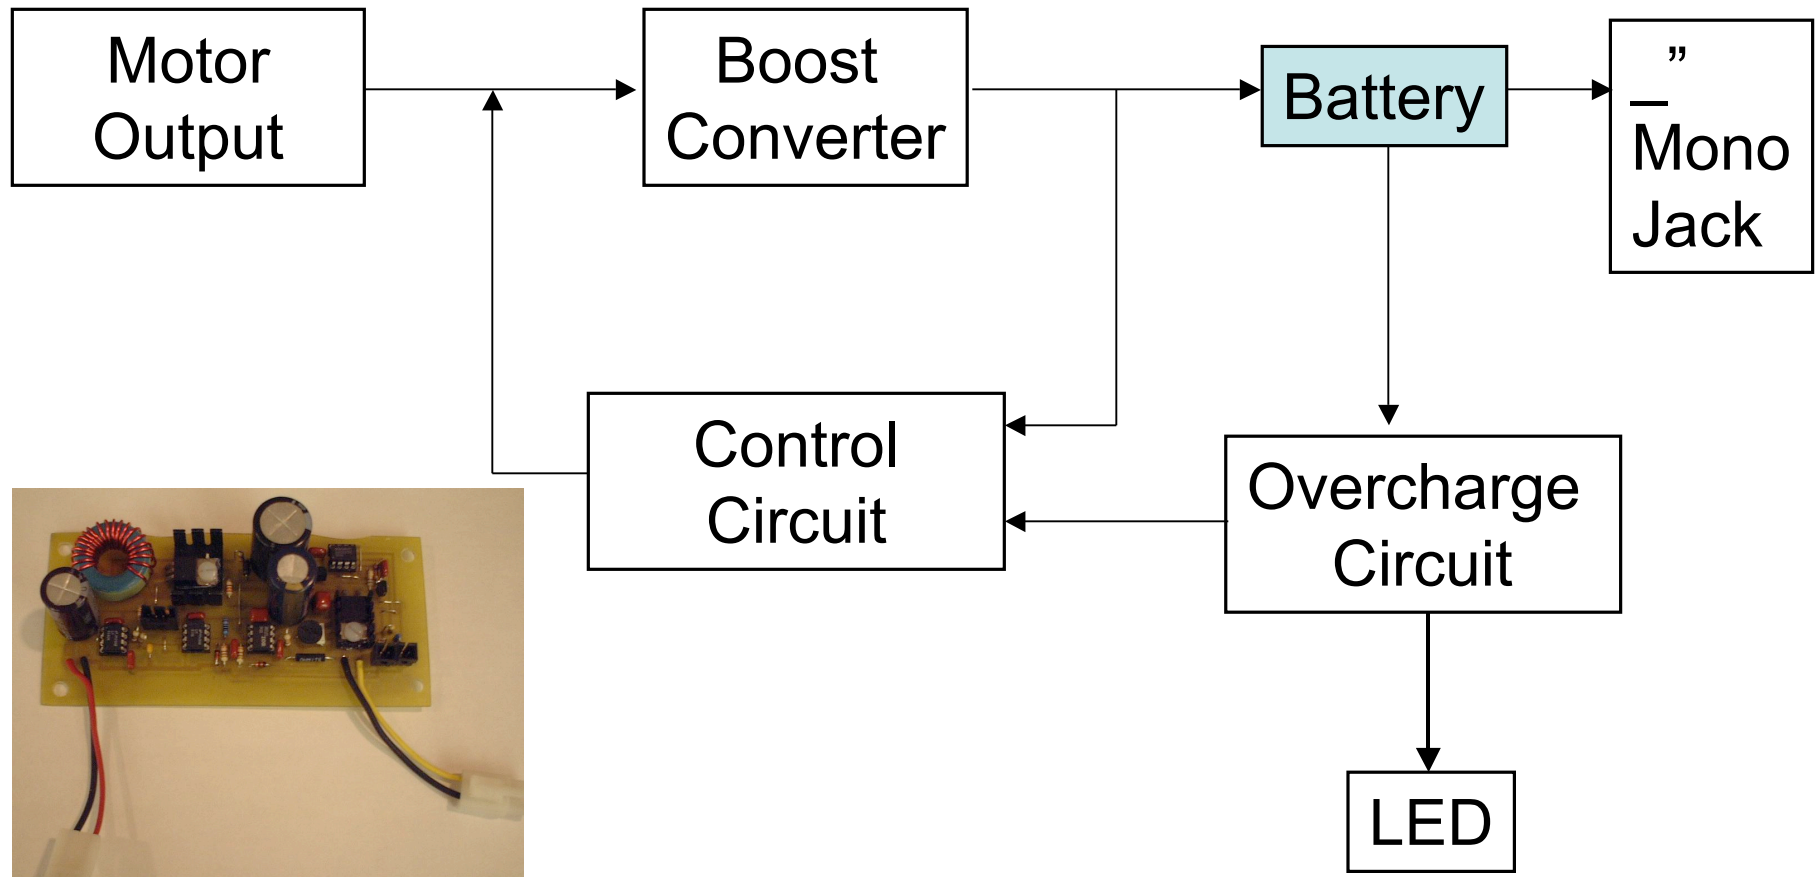 Motor
Output
Boost
Converter
Battery
_”
Mono
Jack
Control
Circuit
Overcharge
Circuit
LED